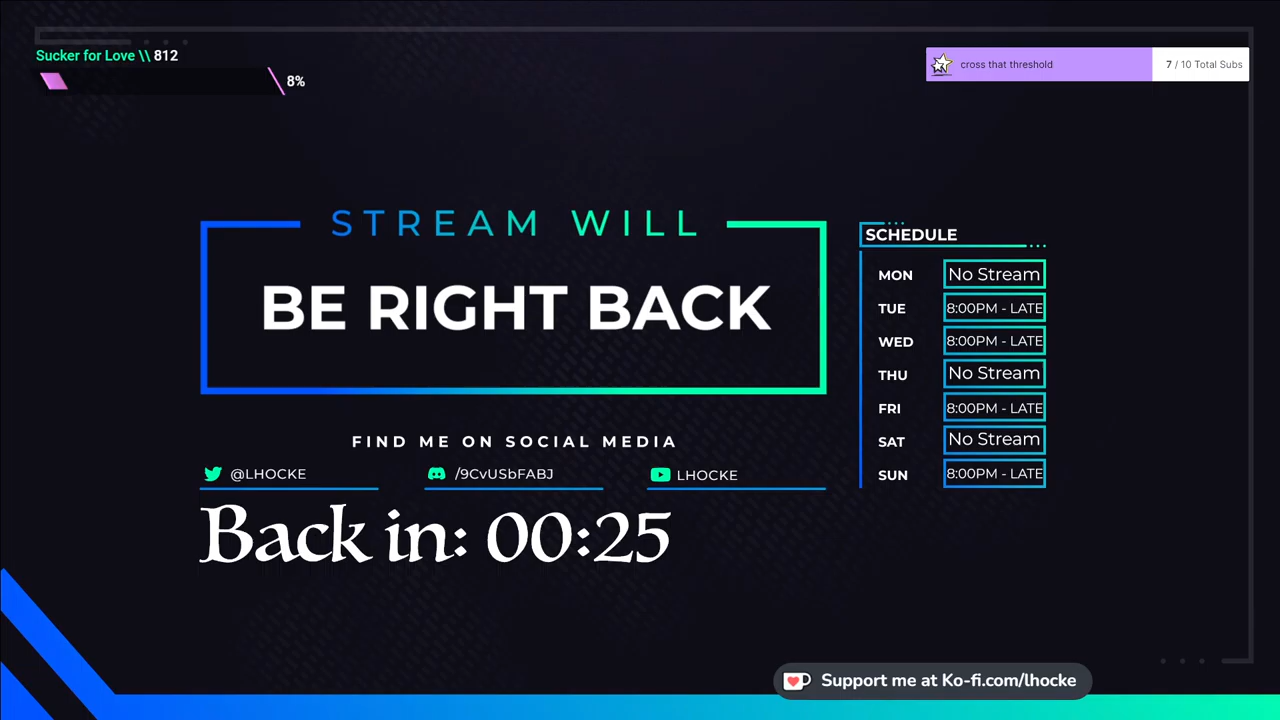 Sucker for Love \\ 812
8%
cross that threshold
7 / 10 Total Subs
STREAM WILL
BE RIGHT BACK
SCHEDULE
MON No Stream
TUE 8:00PM - LATE
WED 8:00PM - LATE
THU No Stream
FRI 8:00PM - LATE
SAT No Stream
SUN 8:00PM - LATE
FIND ME ON SOCIAL MEDIA
@LHOCKE /9CvUSbFABJ LHOCKE
Back in: 00:25
Support me at Ko-fi.com/lhocke